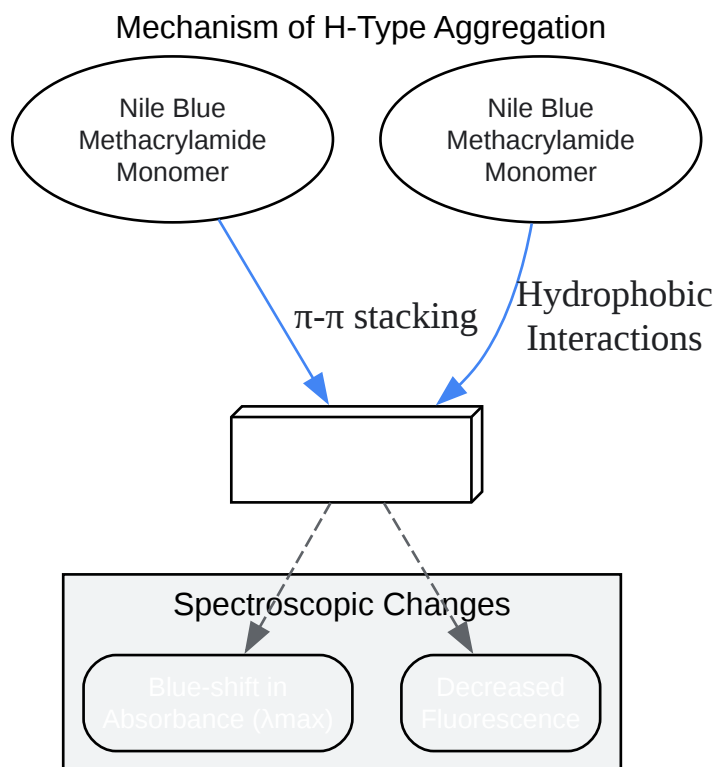 Mechanism of H-Type Aggregation
Nile Blue
Methacrylamide
Monomer
Nile Blue
Methacrylamide
Monomer
π-π stacking
Hydrophobic
Interactions
Spectroscopic Changes
Blue-shift in
Absorbance (λmax)
Decreased
Fluorescence